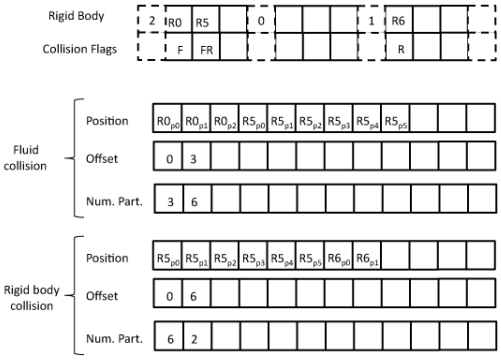 Rigid Body 2 R0 R5 0 1 R6
Collision Flags F FR R
Fluid collision
Position R0p0 R0p1 R0p2 R5p0 R5p1 R5p2 R5p3 R5p4 R5p5
Offset 0 3
Num. Part. 3 6
Rigid body collision
Position R5p0 R5p1 R5p2 R5p3 R5p4 R5p5 R6p0 R6p1
Offset 0 6
Num. Part. 6 2